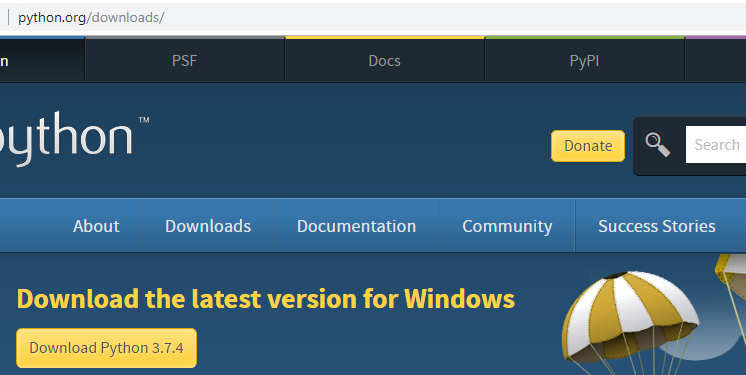 python.org/downloads/
n PSF Docs PyPI
python™
Donate Search
About Downloads Documentation Community Success Stories
Download the latest version for Windows
Download Python 3.7.4